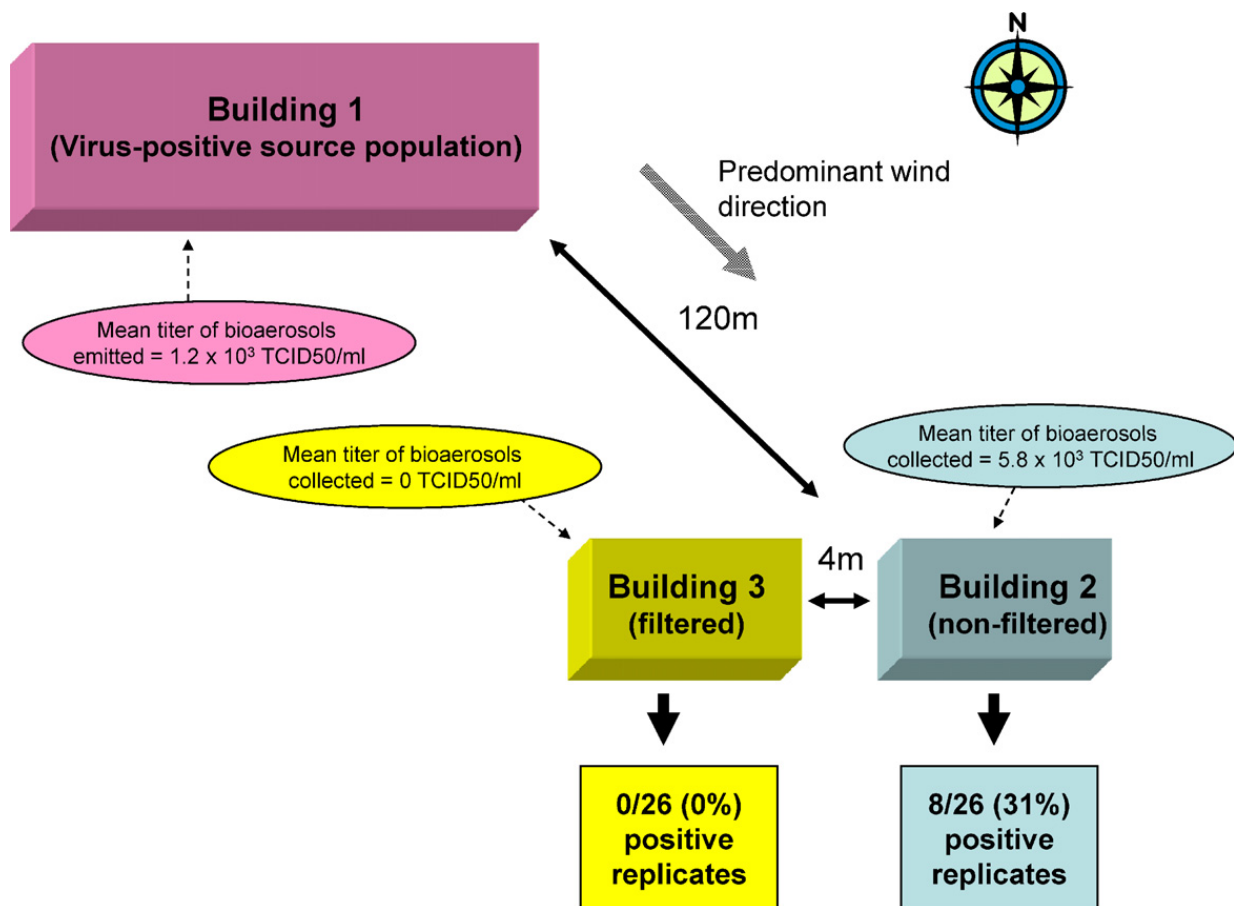 N
Building 1
(Virus-positive source population)
Predominant wind
direction
120m
Mean titer of bioaerosols
emitted = 1.2 x 10³ TCID50/ml
Mean titer of bioaerosols
collected = 0 TCID50/ml
Mean titer of bioaerosols
collected = 5.8 x 10³ TCID50/ml
Building 3
(filtered)
4m
Building 2
(non-filtered)
0/26 (0%)
positive
replicates
8/26 (31%)
positive
replicates